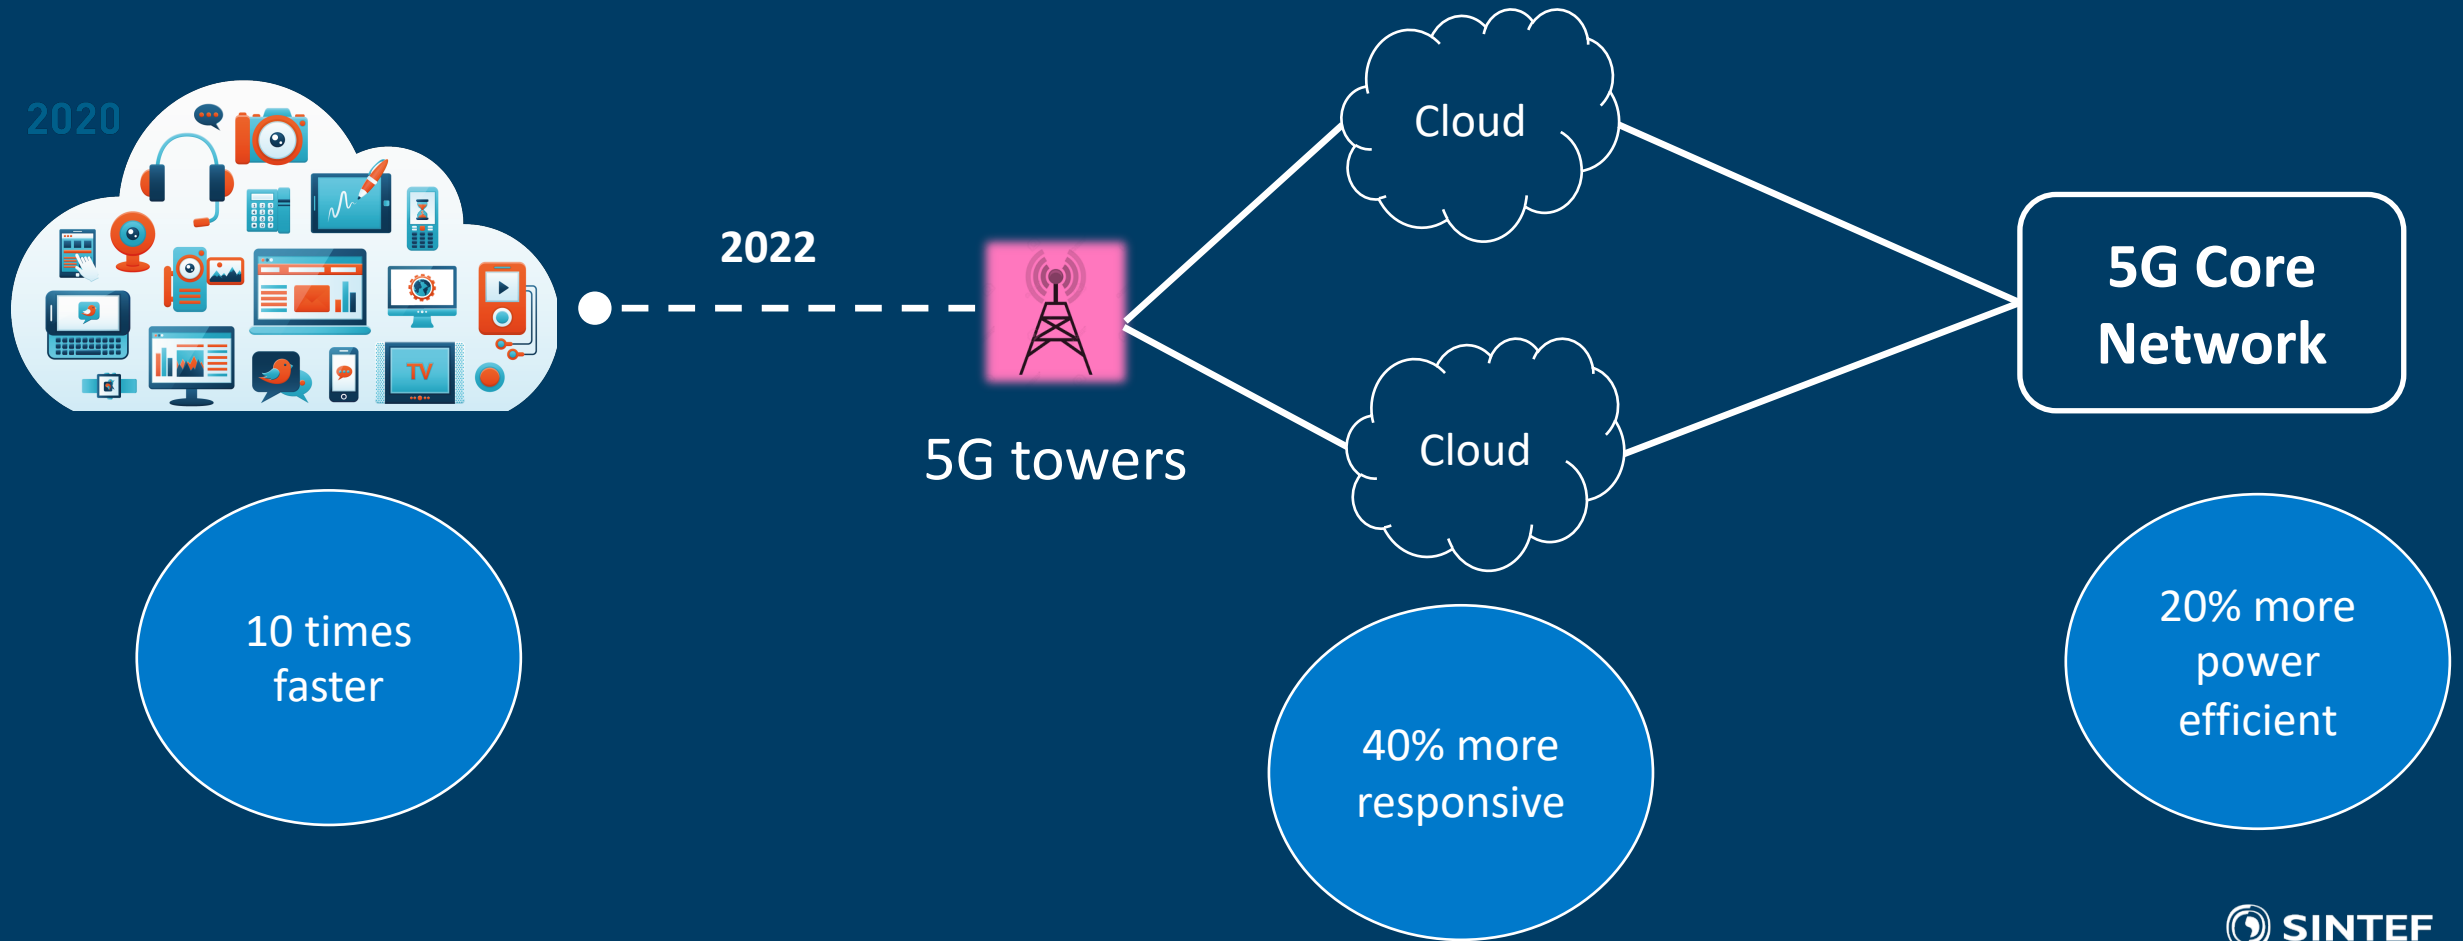 2020
TV
2022
5G towers
Cloud
Cloud
5G Core
Network
10 times
faster
40% more
responsive
20% more
power
efficient
SINTEF